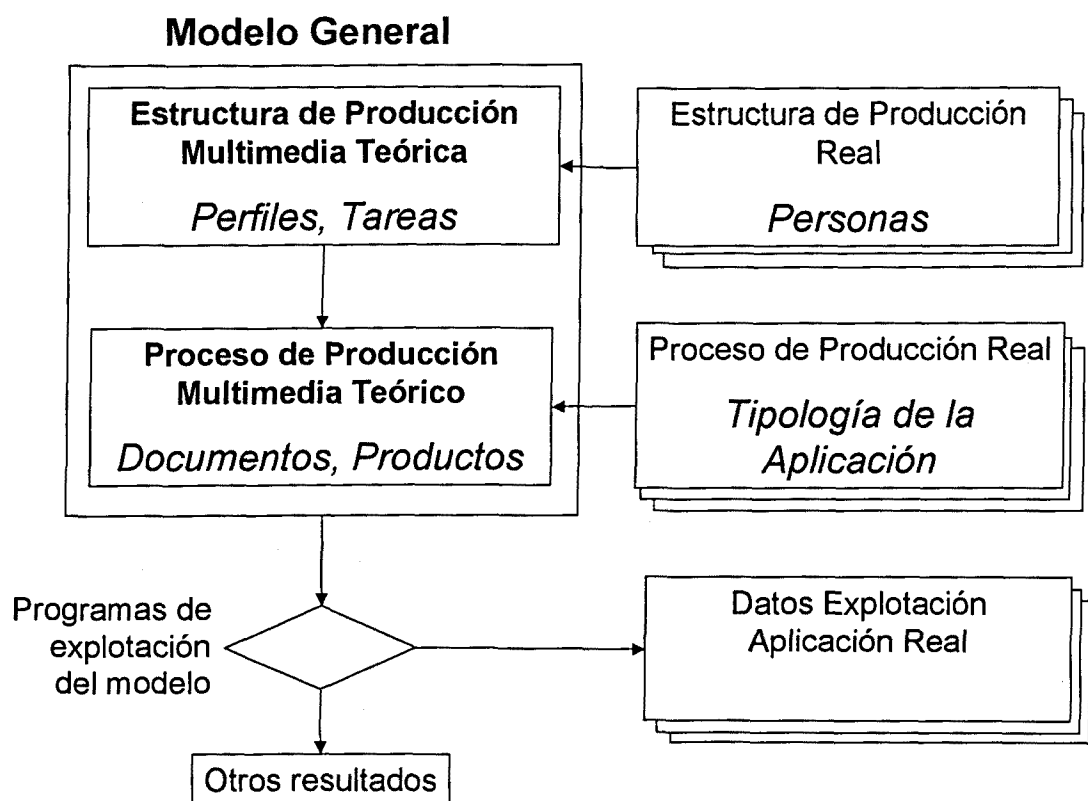 Modelo General
Estructura de Producción
Multimedia Teórica
Perfiles, Tareas
Estructura de Producción
Real
Personas
Proceso de Producción
Multimedia Teórico
Documentos, Productos
Proceso de Producción Real
Tipología de la
Aplicación
Programas de
explotación
del modelo
Datos Explotación
Aplicación Real
Otros resultados